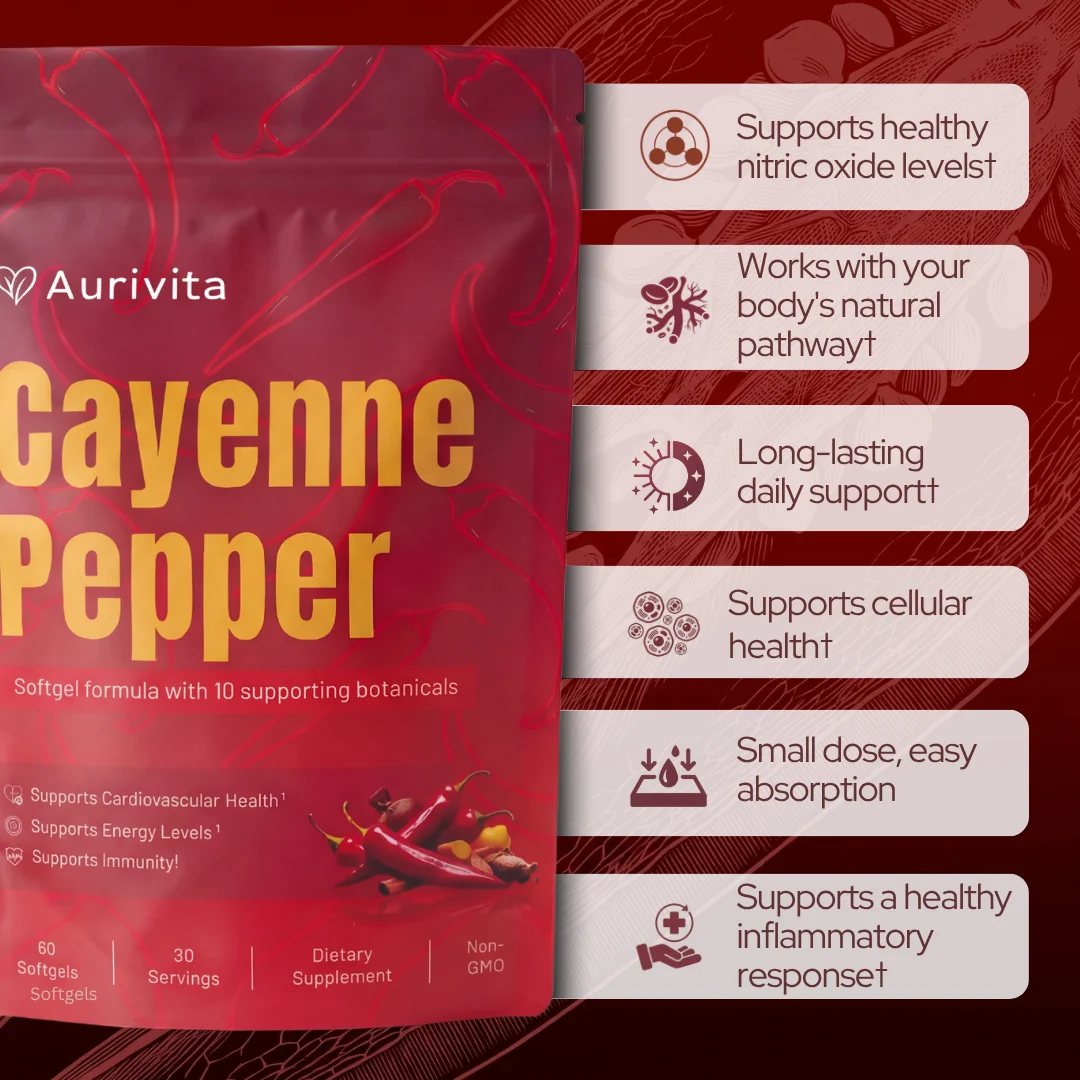 Aurivita
Cayenne
Pepper
Softgel formula with 10 supporting botanicals
Supports Cardiovascular Health¹
Supports Energy Levels¹
Supports Immunity!
60
Softgels
Softgels
30
Servings
Dietary
Supplement
Non-
GMO
Supports healthy
nitric oxide levels†
Works with your
body's natural
pathway†
Long-lasting
daily support†
Supports cellular
health†
Small dose, easy
absorption
Supports a healthy
inflammatory
response†